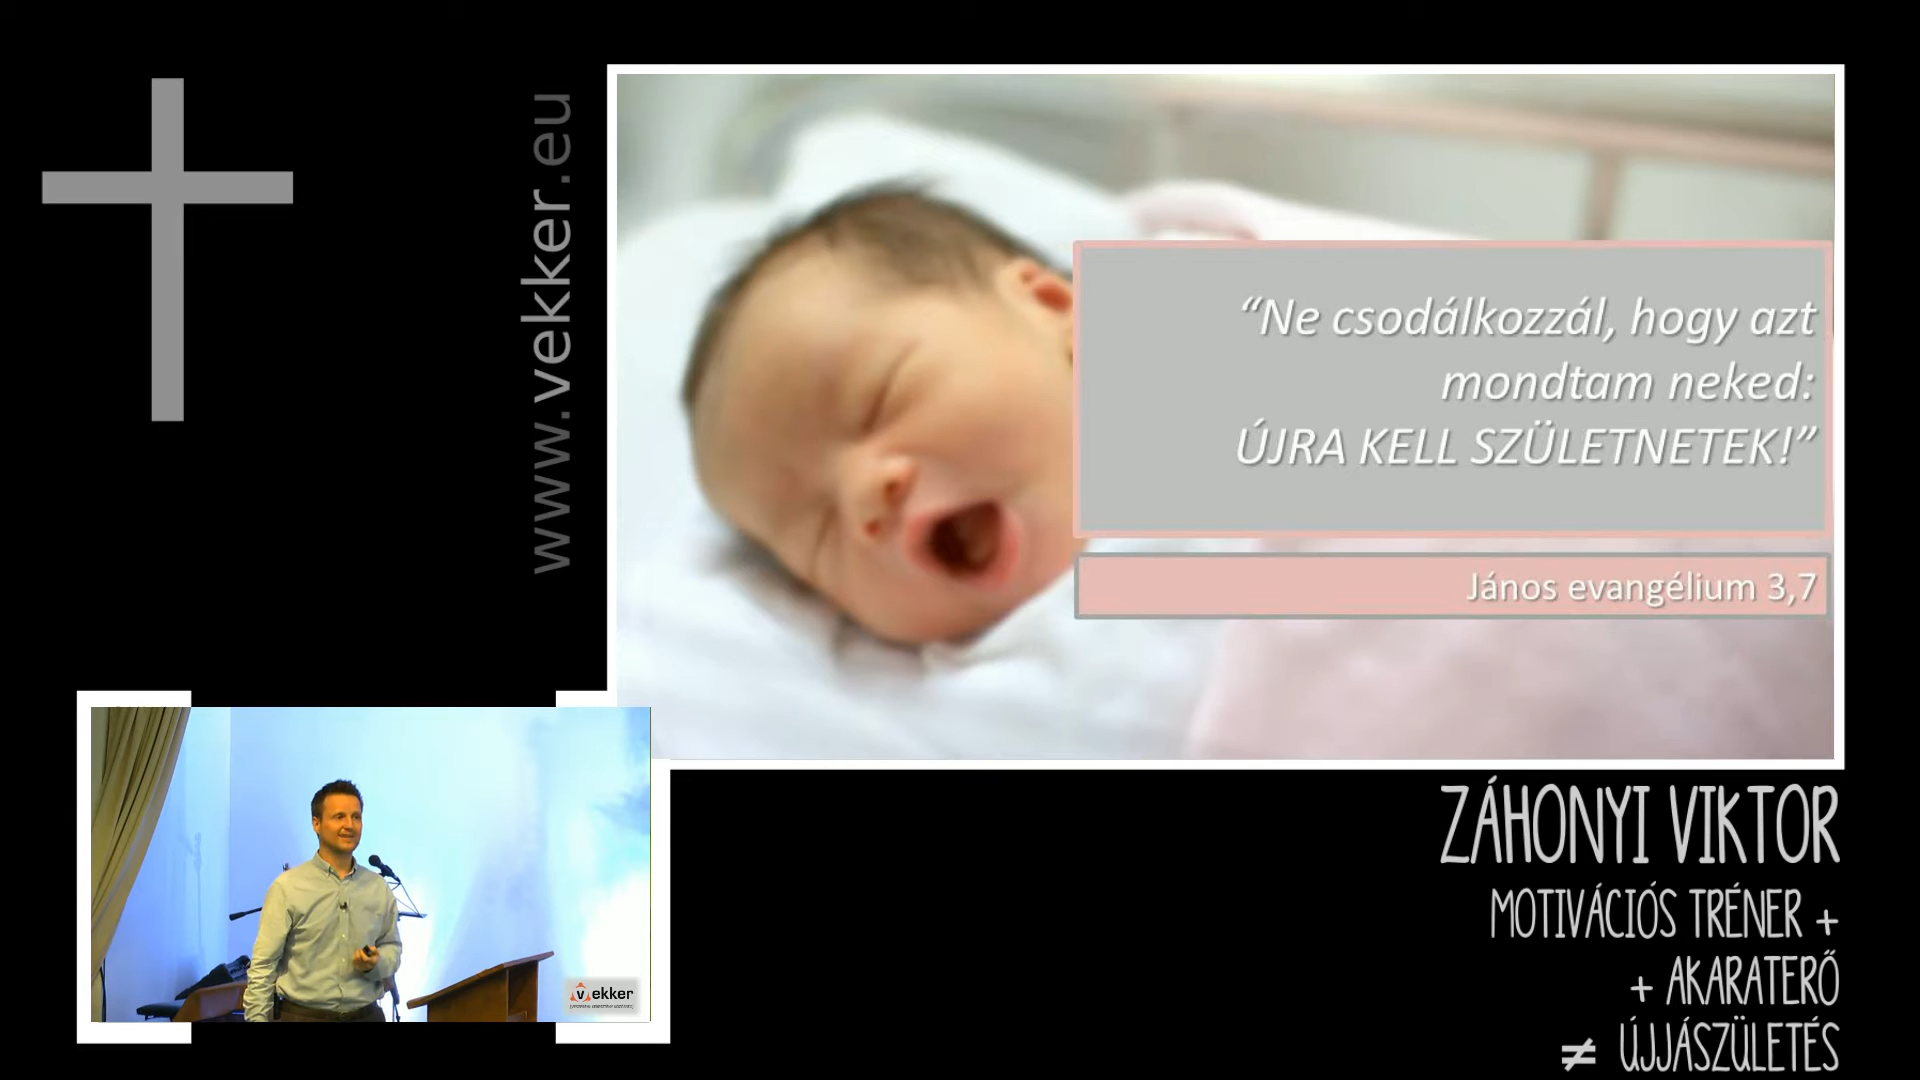 www.vekker.eu
“Ne csodálkozzál, hogy azt
mondtam neked:
ÚJRA KELL SZÜLETNETEK!”
János evangélium 3,7
vekker
ZÁHONYI VIKTOR
MOTIVÁCIÓS TRÉNER +
+ AKARATERŐ
≠ ÚJJÁSZÜLETÉS